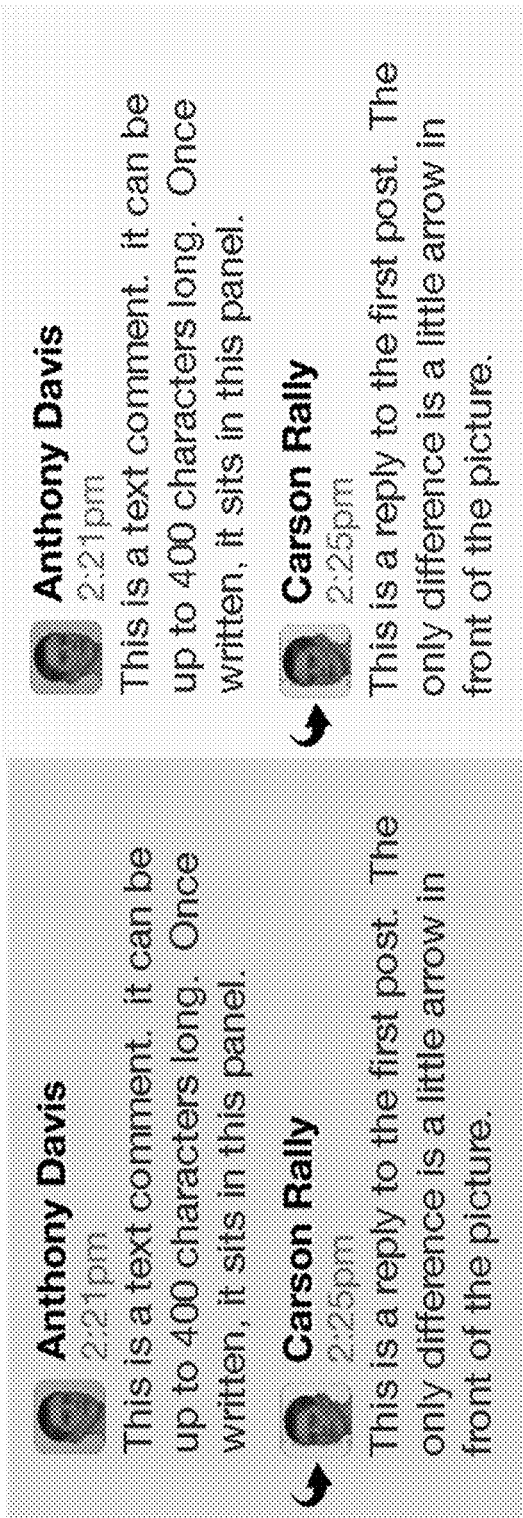 Anthony Davis
2:21pm
This is a text comment. it can be
up to 400 characters long. Once
written, it sits in this panel.
Carson Rally
2:25pm
This is a reply to the first post. The
only difference is a little arrow in
front of the picture.
Anthony Davis
2:21pm
This is a text comment. it can be
up to 400 characters long. Once
written, it sits in this panel.
Carson Rally
2:25pm
This is a reply to the first post. The
only difference is a little arrow in
front of the picture.